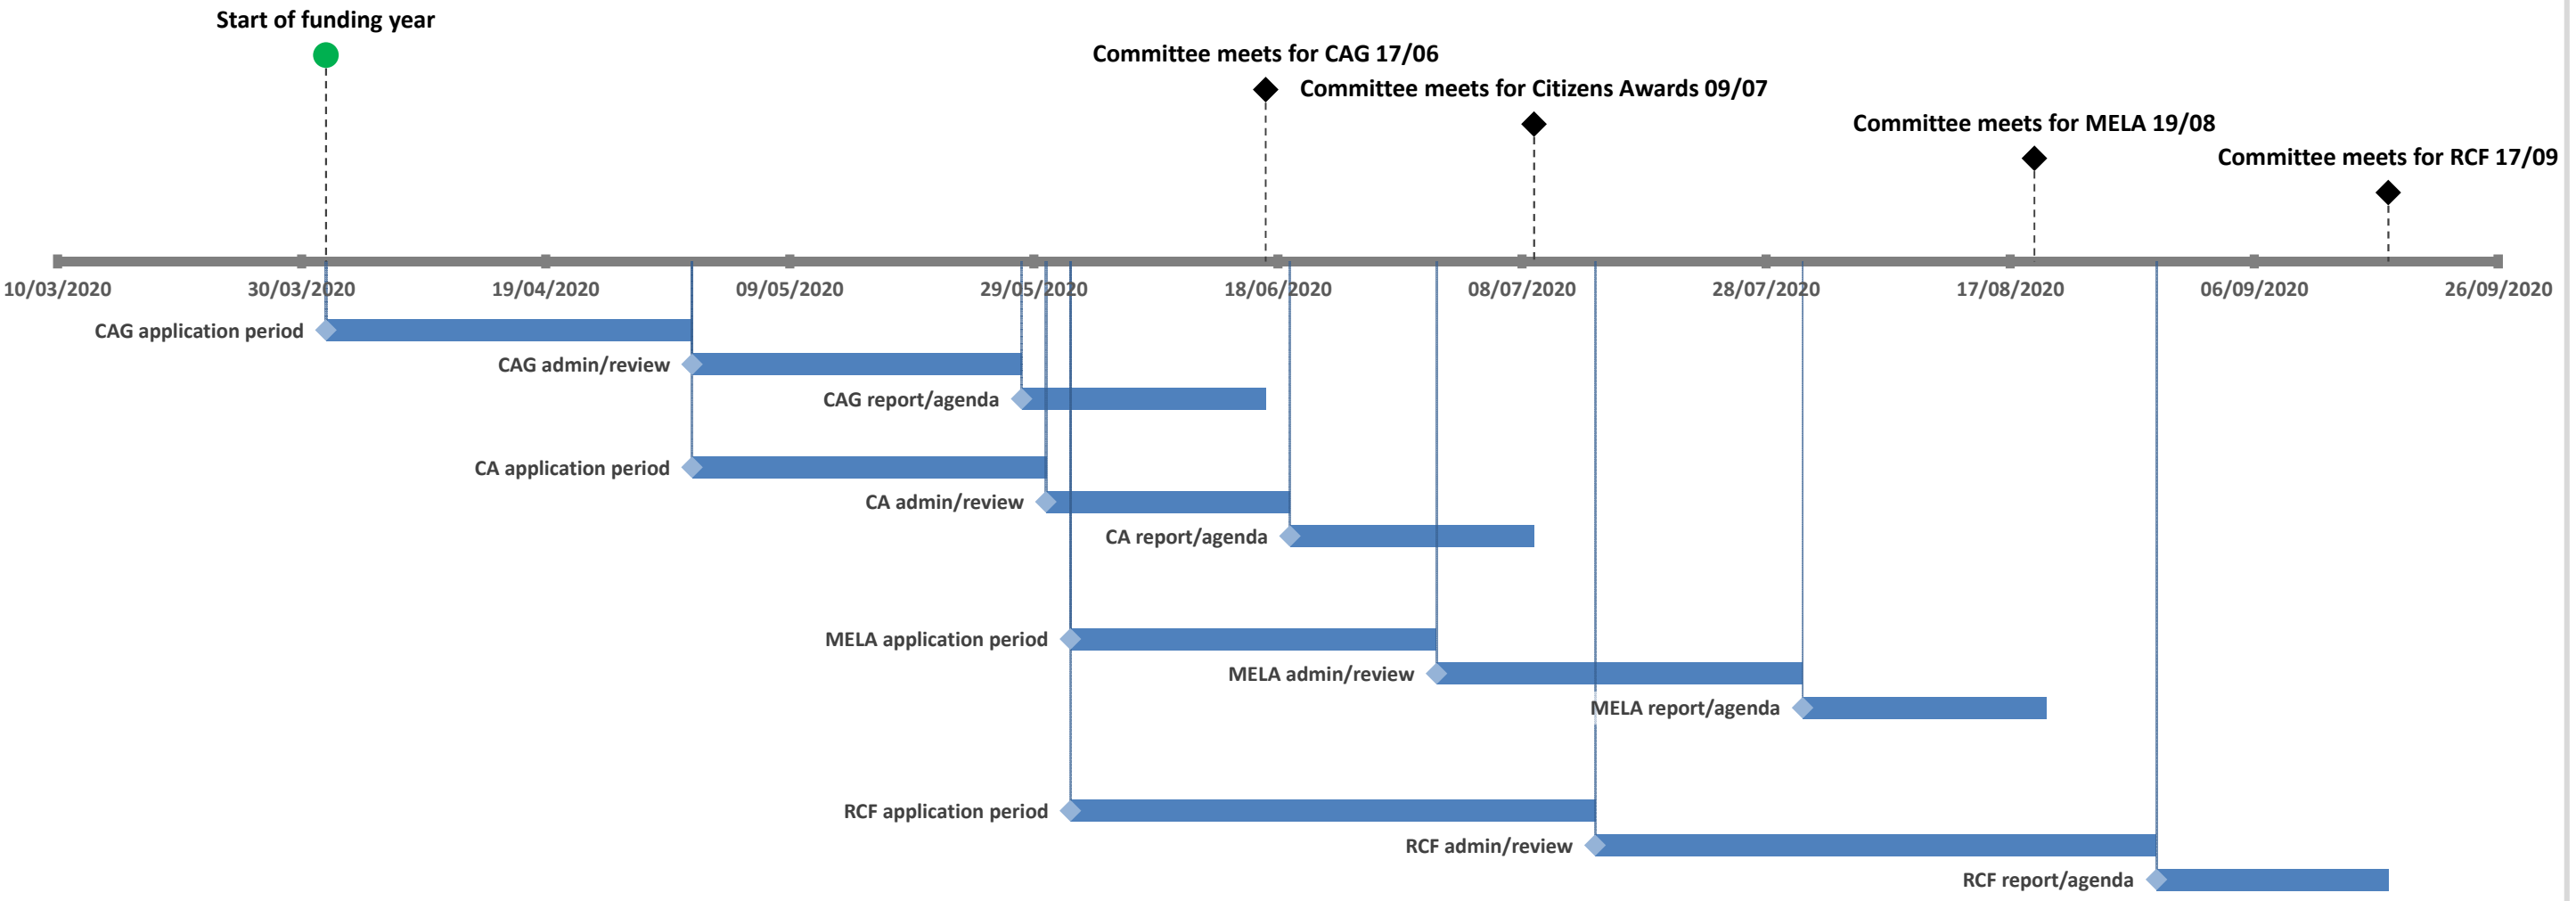 Start of funding year
Committee meets for CAG 17/06
Committee meets for Citizens Awards 09/07
Committee meets for MELA 19/08
Committee meets for RCF 17/09
10/03/2020 30/03/2020 19/04/2020 09/05/2020 29/05/2020 18/06/2020 08/07/2020 28/07/2020 17/08/2020 06/09/2020 26/09/2020
CAG application period
CAG admin/review
CAG report/agenda
CA application period
CA admin/review
CA report/agenda
MELA application period
MELA admin/review
MELA report/agenda
RCF application period
RCF admin/review
RCF report/agenda